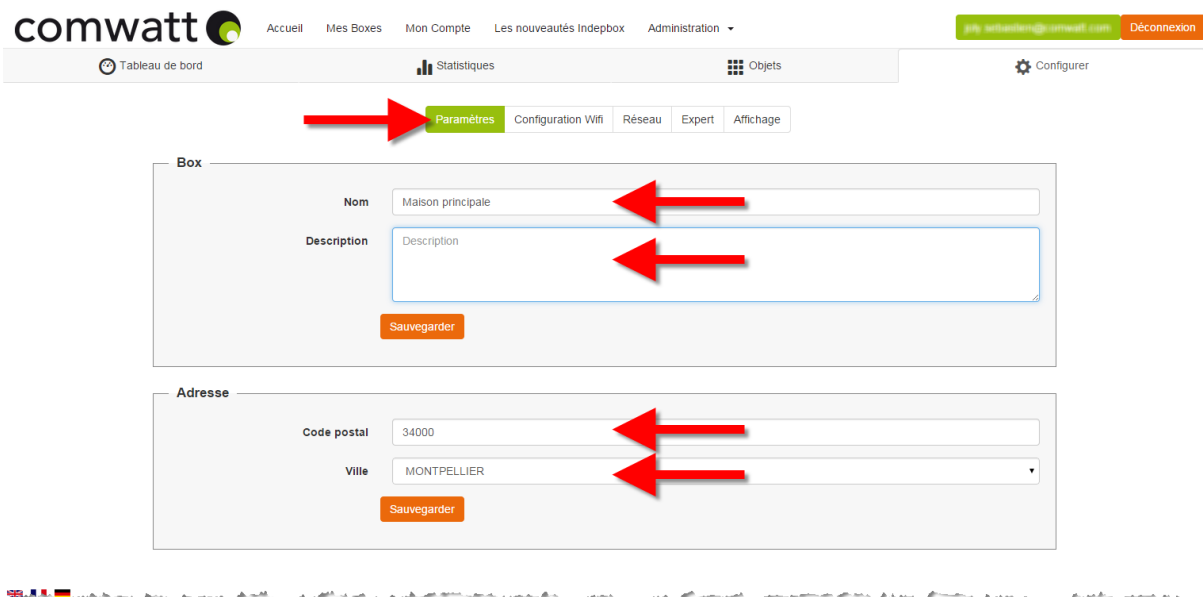 comwatt
Accueil Mes Boxes Mon Compte Les nouveautés Indepbox Administration
Déconnexion
Tableau de bord Statistiques Objets Configurer
Paramètres Configuration Wifi Réseau Expert Affichage
Box
Nom Maison principale
Description Description
Sauvegarder
Adresse
Code postal 34000
Ville MONTPELLIER
Sauvegarder